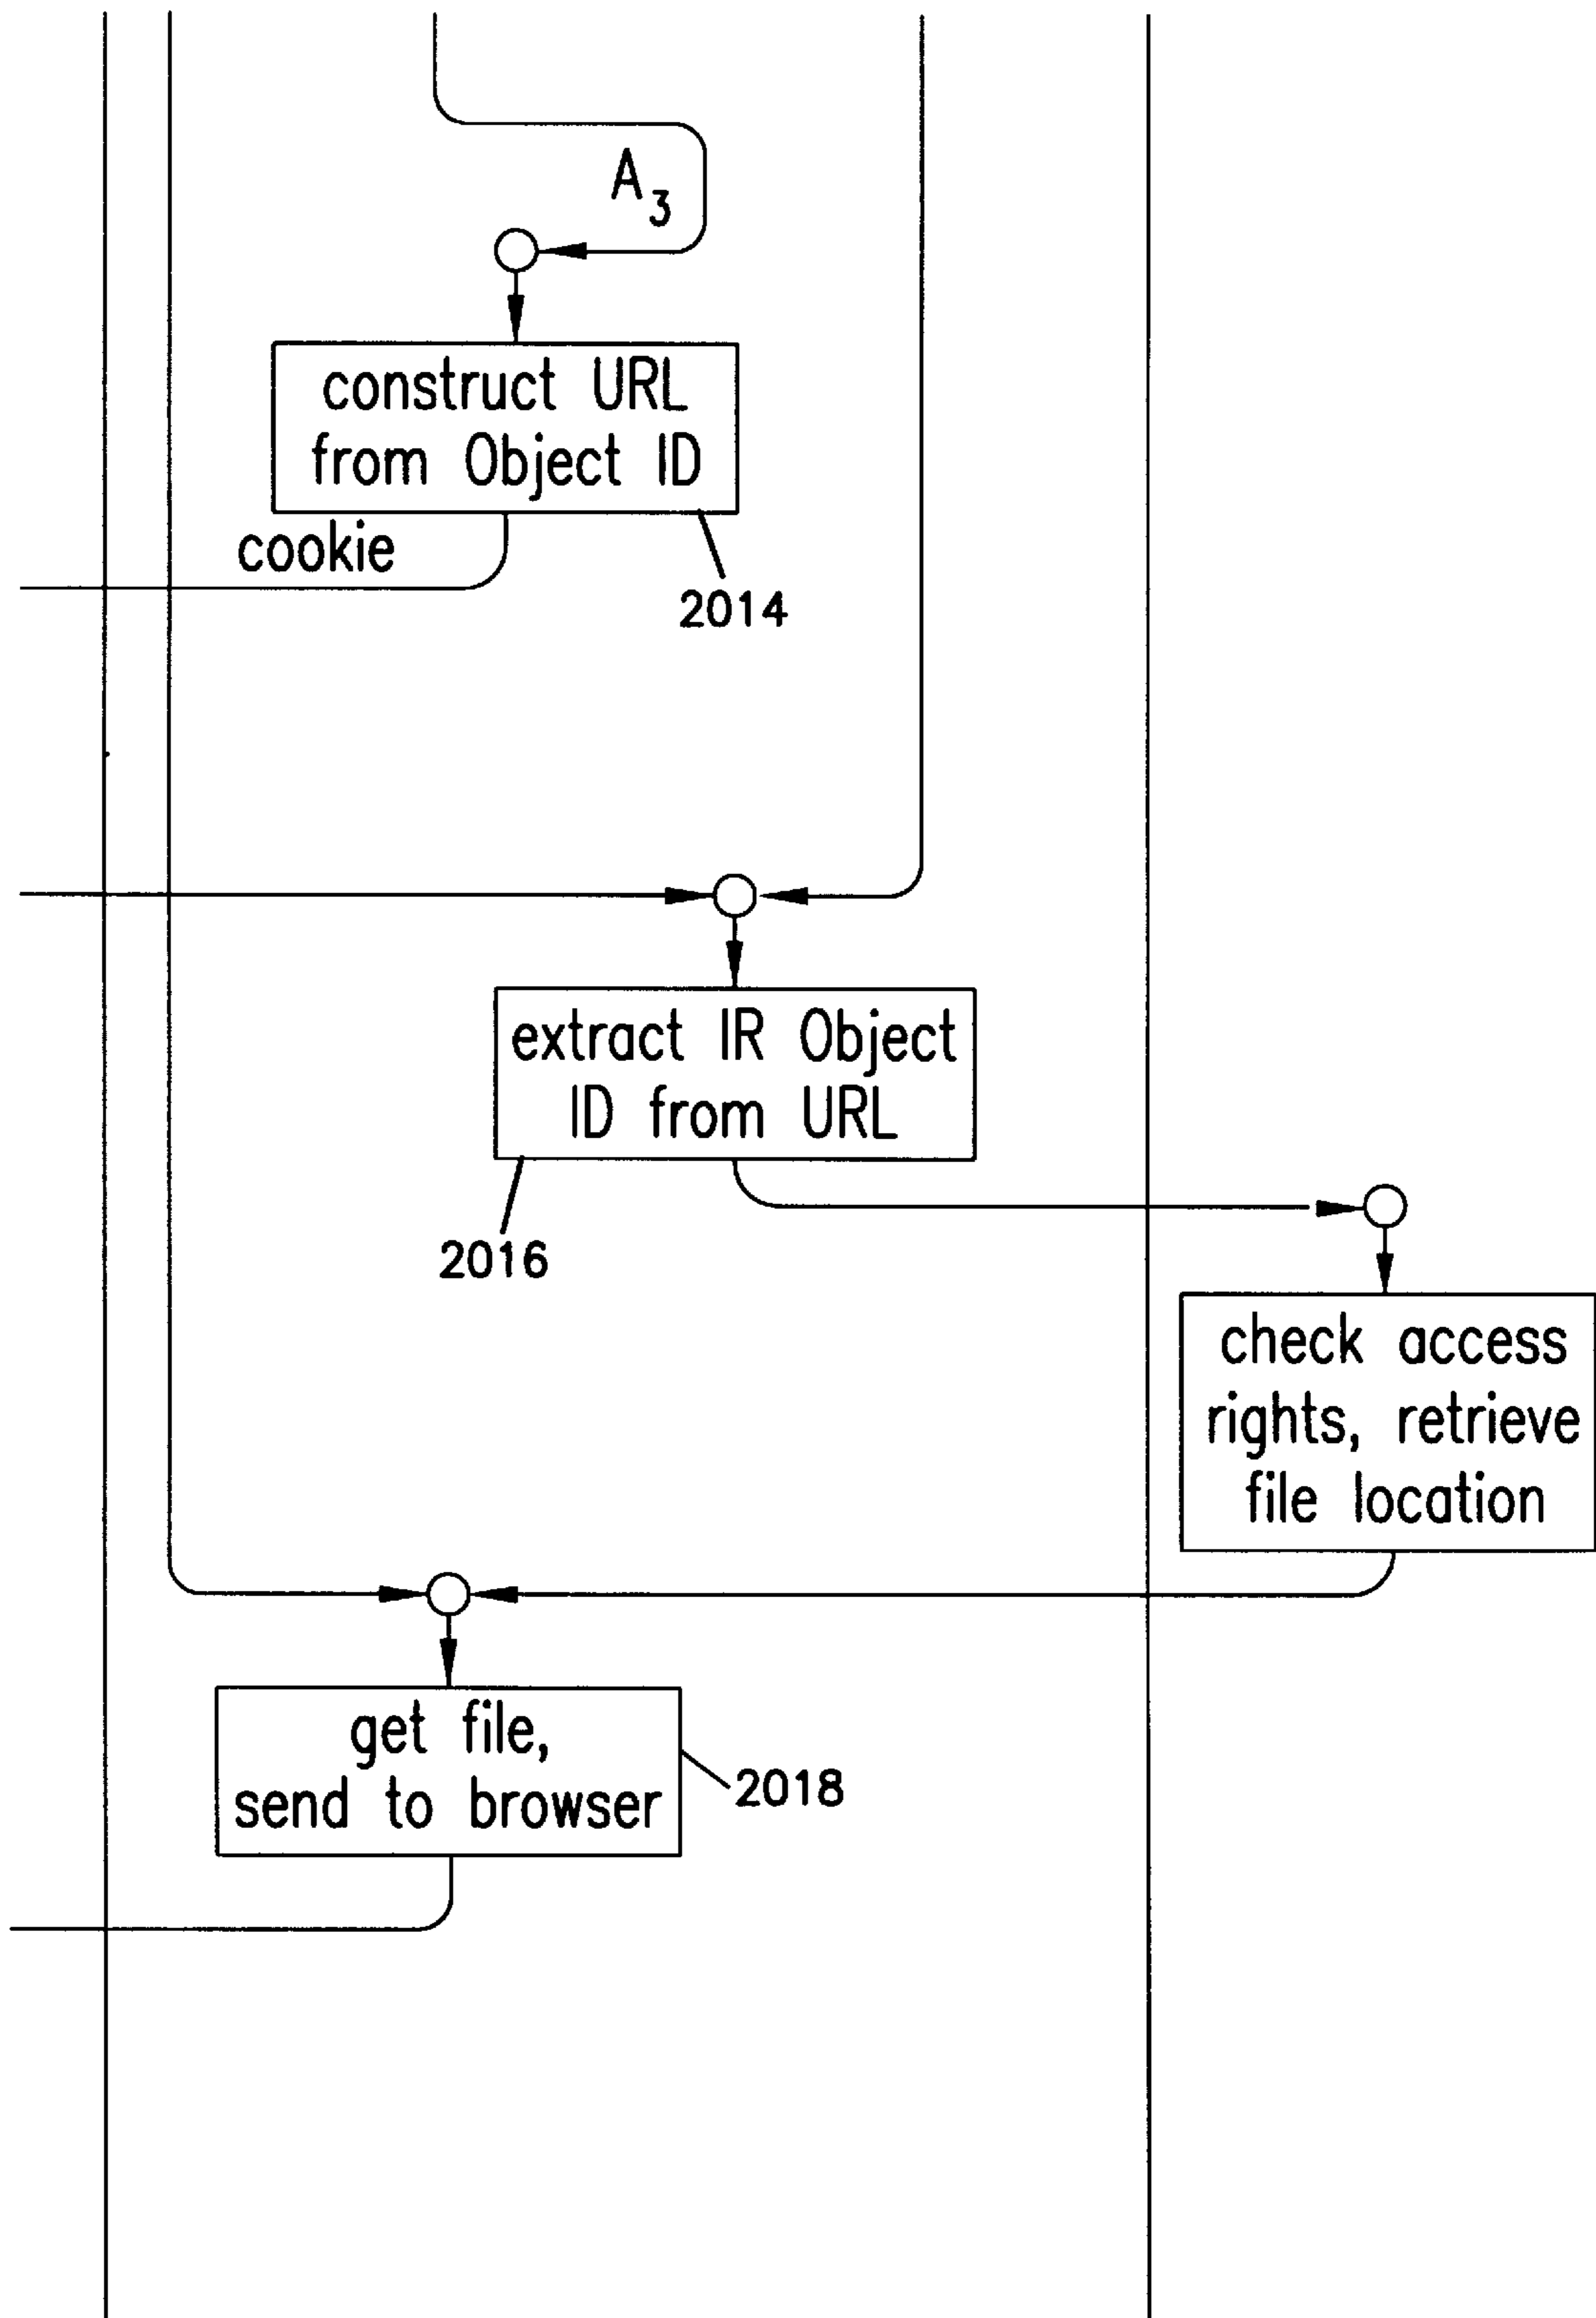 A3
construct URL
from Object ID
cookie
2014
extract IR Object
ID from URL
2016
check access
rights, retrieve
file location
get file,
send to browser
2018